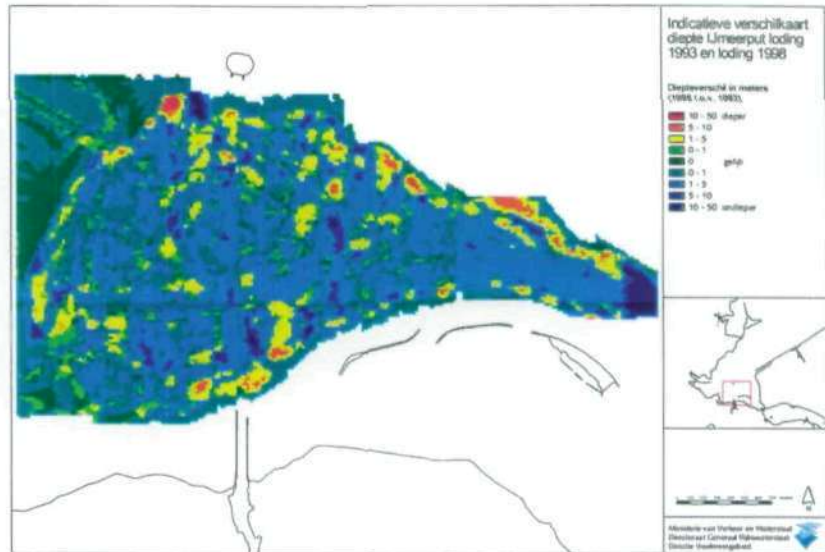 Indicatieve verschilkaart
diepte IJmeerput loding
1993 en loding 1998
Diepteverschil in meters
(1998 t.o.v. 1993)
10 - 50 dieper
5 - 10
1 - 5
0 - 1
0 gelijk
0 - 1
1 - 5
5 - 10
10 - 50 ondieper
N
Ministerie van Verkeer en Waterstaat
Directoraat Generaal Rijkswaterstaat
Directie IJsselmeergebied